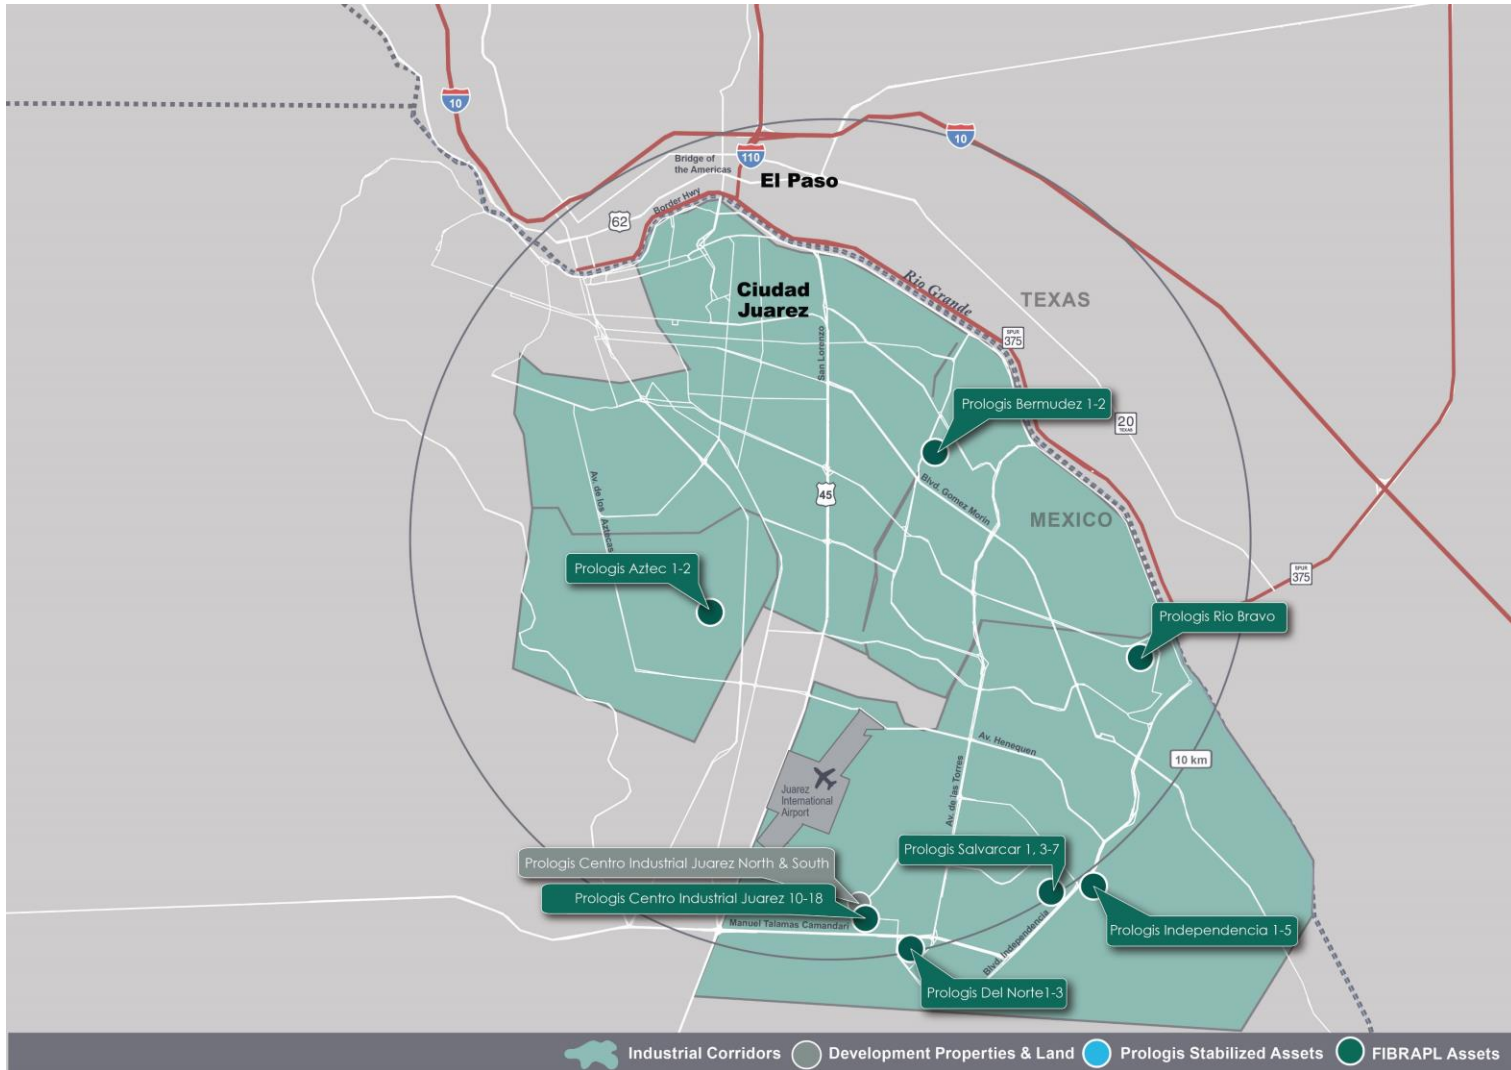 10
10
110
Bridge of
the Americas
El Paso
Border Hwy
62
Ciudad
Juarez
Rio Grande
TEXAS
SPUR
375
San Lorenzo
Prologis Bermudez 1-2
20
TEXAS
Av. de los Aztecas
45
Blvd. Gomez Morin
MEXICO
Prologis Aztec 1-2
SPUR
375
Prologis Rio Bravo
Av. Henequen
10 km
Juarez
International
Airport
Av. de las Torres
Prologis Centro Industrial Juarez North & South
Prologis Salvarcar 1, 3-7
Prologis Centro Industrial Juarez 10-18
Manuel Talamas Camandari
Blvd. Independencia
Prologis Independencia 1-5
Prologis Del Norte1-3
Industrial Corridors
Development Properties & Land
Prologis Stabilized Assets
FIBRAPL Assets